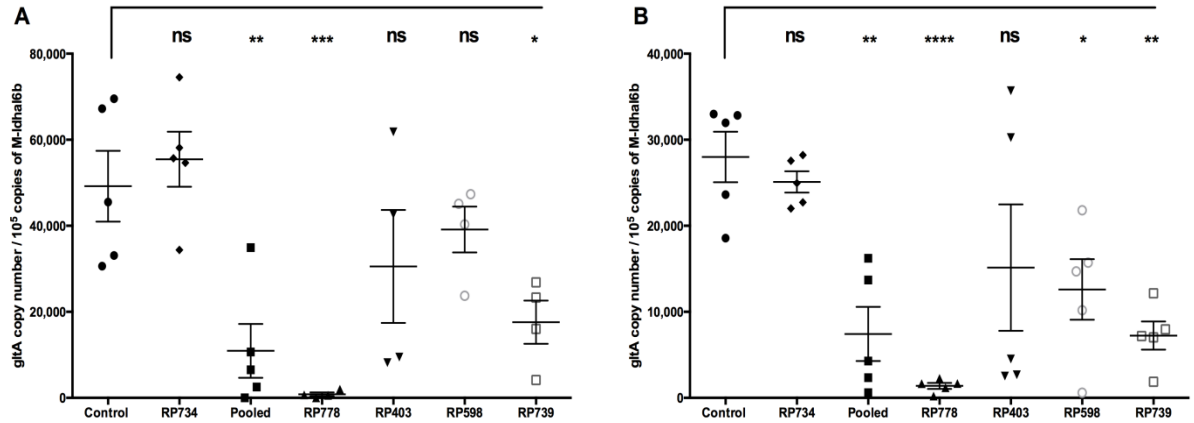 A
ns ** *** ns ns *
80,000
60,000
40,000
20,000
0
gltA copy number / 10⁵ copies of M-Idhal6b
Control RP734 Pooled RP778 RP403 RP598 RP739
B
ns ** **** ns * **
40,000
30,000
20,000
10,000
0
gltA copy number / 10⁵ copies of M-Idhal6b
Control RP734 Pooled RP778 RP403 RP598 RP739